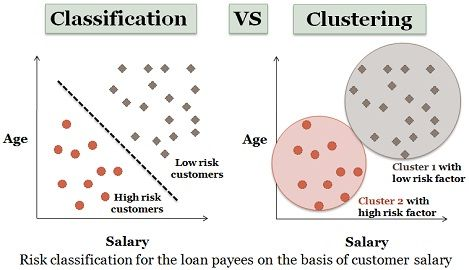 Classification
VS
Clustering
Age
Low risk
customers
High risk
customers
Salary
Age
Cluster 1 with
low risk factor
Cluster 2 with
high risk factor
Salary
Risk classification for the loan payees on the basis of customer salary